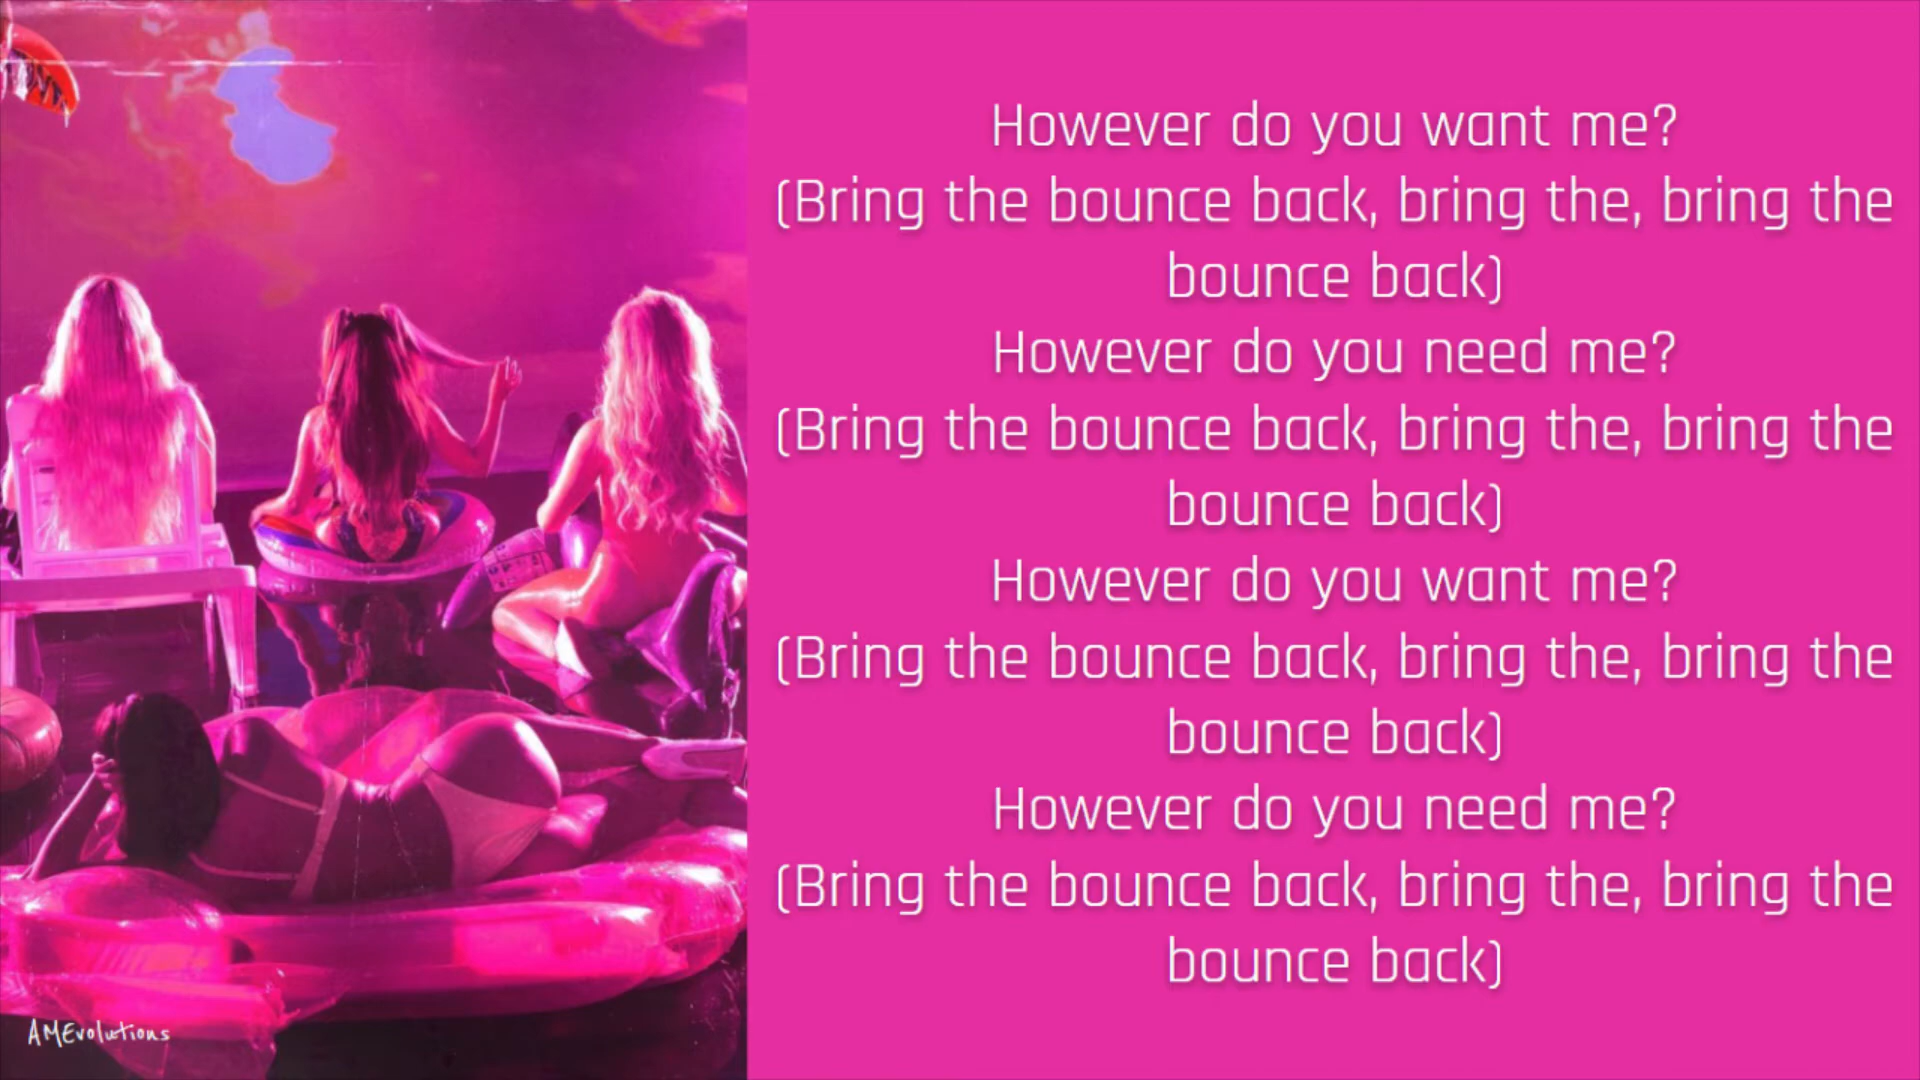 However do you want me?
(Bring the bounce back, bring the, bring the
bounce back)
However do you need me?
(Bring the bounce back, bring the, bring the
bounce back)
However do you want me?
(Bring the bounce back, bring the, bring the
bounce back)
However do you need me?
(Bring the bounce back, bring the, bring the
bounce back)
AMEvolutions